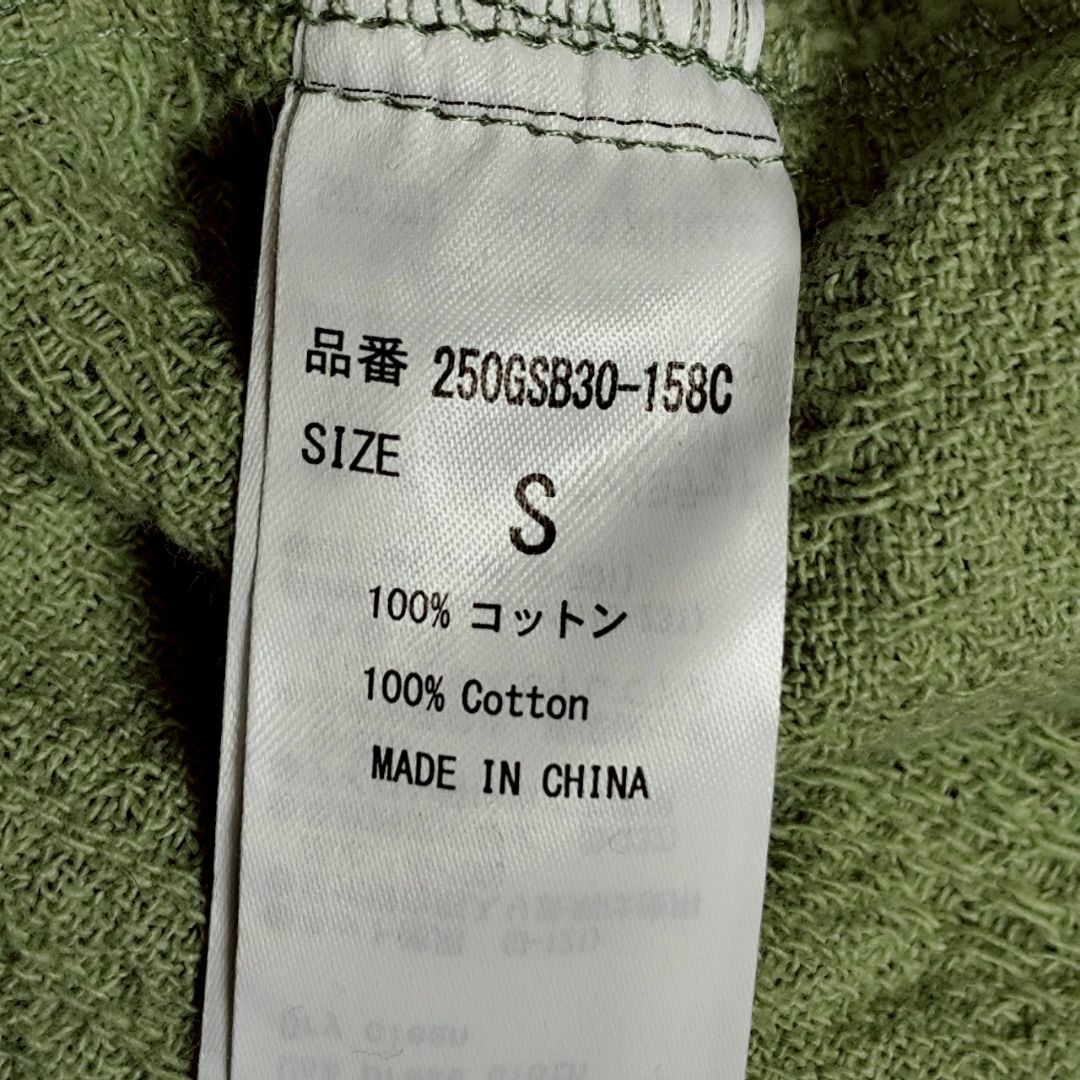 品番 250GSB30-158C
SIZE
S
100% コットン
100% Cotton
MADE IN CHINA